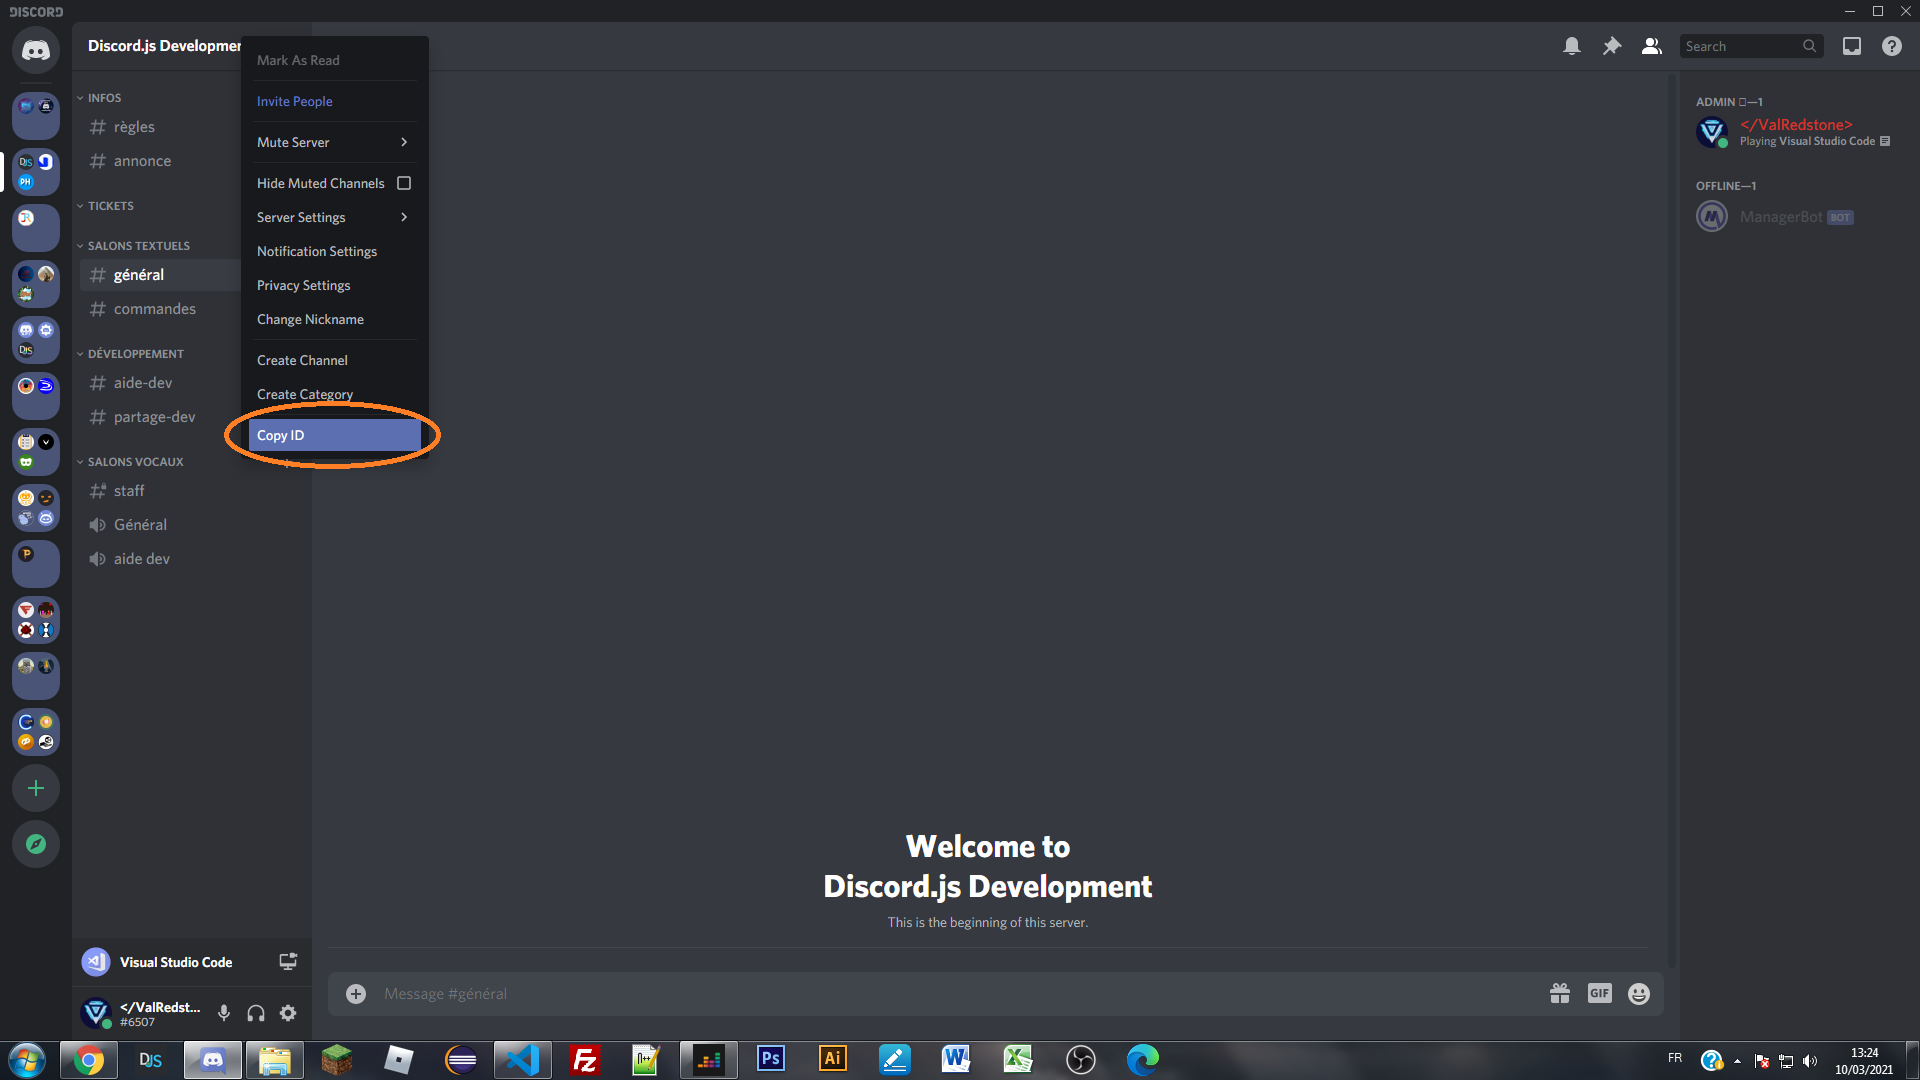 DISCORD
Discord.js Developmen
Search
Mark As Read
Invite People
Mute Server
Hide Muted Channels
Server Settings
Notification Settings
Privacy Settings
Change Nickname
Create Channel
Create Category
Copy ID
INFOS
règles
annonce
TICKETS
SALONS TEXTUELS
général
commandes
DÉVELOPPEMENT
aide-dev
partage-dev
SALONS VOCAUX
staff
Général
aide dev
ADMIN ▯—1
</ValRedstone>
Playing Visual Studio Code
OFFLINE—1
ManagerBot BOT
Welcome to
Discord.js Development
This is the beginning of this server.
Visual Studio Code
Message #général
GIF
</ValRedst...
#6507
DJS
Fz
Ps
Ai
FR
13:24
10/03/2021